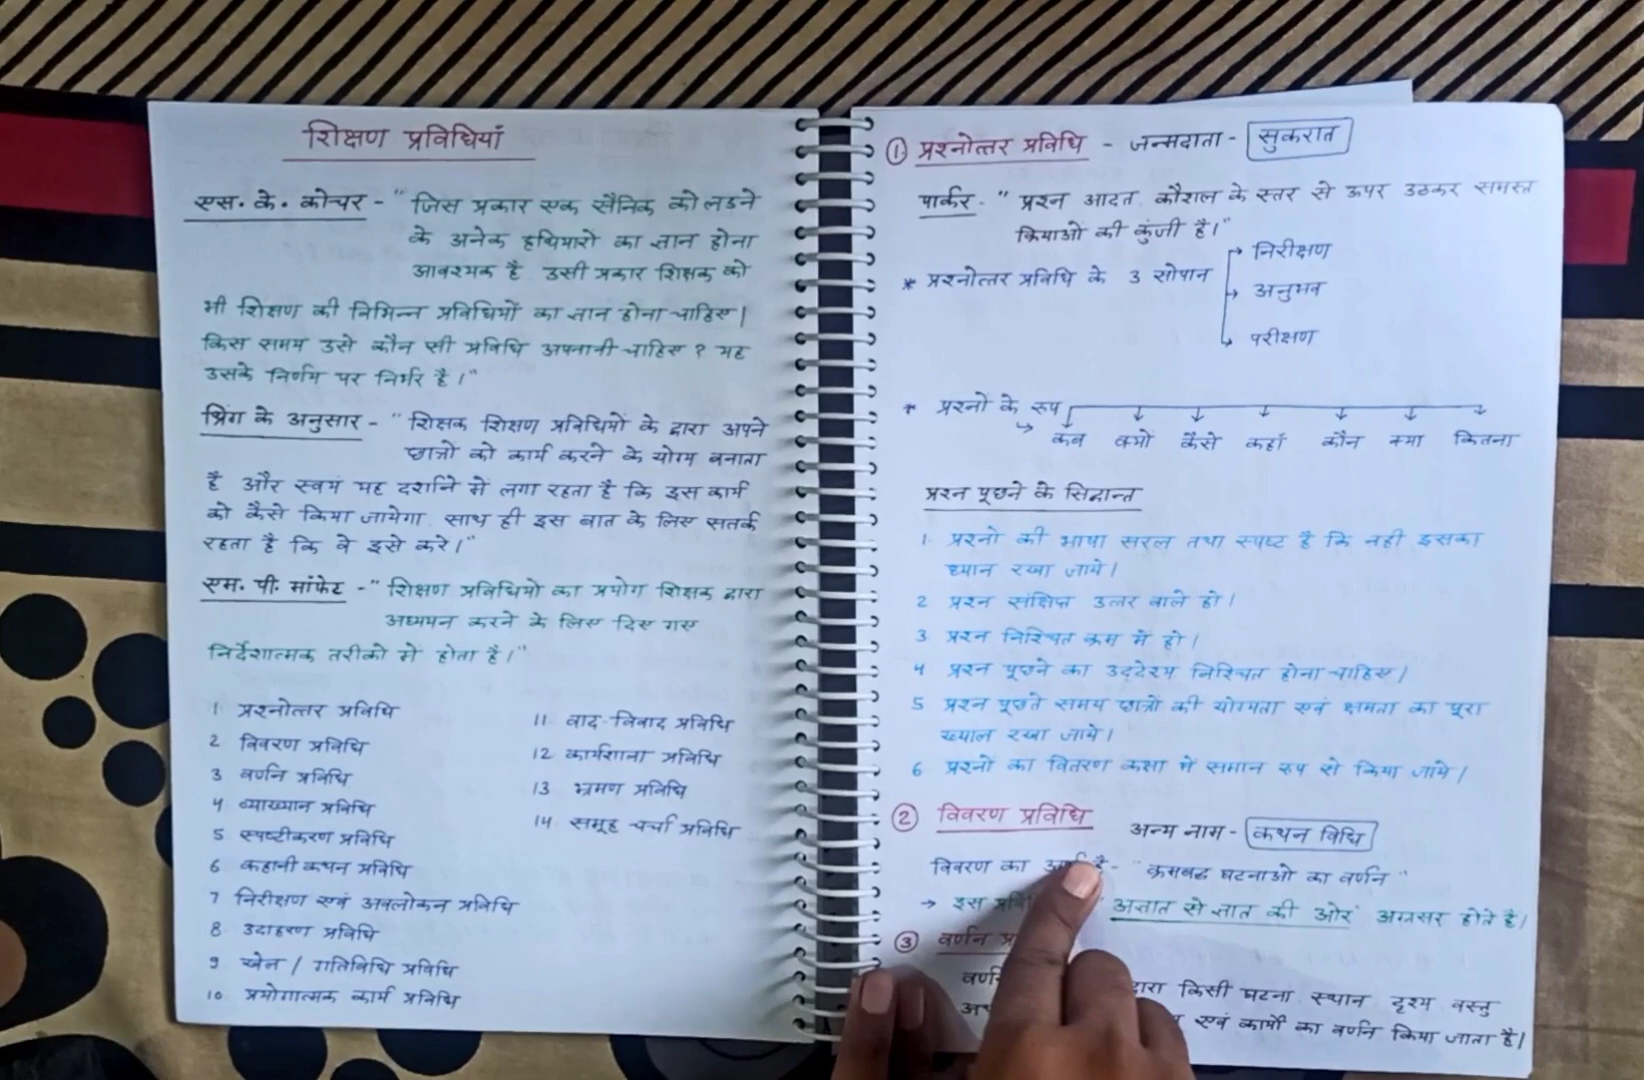 शिक्षण प्रविधियां
एस. के. कोचर - " जिस प्रकार एक सैनिक को लडने
के अनेक हथियारो का ज्ञान होना
आवश्यक है उसी प्रकार शिक्षक को
भी शिक्षण की विभिन्न प्रविधियों का ज्ञान होना चाहिए।
किस समय उसे कौन सी प्रविधि अपनानी चाहिए ? यह
उसके निर्णय पर निर्भर है।"
थ्रिंग के अनुसार - " शिक्षक शिक्षण प्रविधियों के द्वारा अपने
छात्रों को कार्य करने के योग्य बनाता
है और स्वयं यह दर्शाने में लगा रहता है कि इस कार्य
को कैसे किया जायेगा साथ ही इस बात के लिए सतर्क
रहता है कि वे इसे करे।"
एम. पी. मॉफेट - " शिक्षण प्रविधियो का प्रयोग शिक्षक द्वारा
अध्ययन करने के लिए दिए गए
निर्देशात्मक तरीको मे होता है।"
1 प्रश्नोत्तर प्रविधि
2 विवरण प्रविधि
3 वर्णन प्रविधि
4 व्याख्यान प्रविधि
5 स्पष्टीकरण प्रविधि
6 कहानी कथन प्रविधि
7 निरीक्षण एवं अवलोकन प्रविधि
8 उदाहरण प्रविधि
9 खेल / गतिविधि प्रविधि
10 प्रयोगात्मक कार्य प्रविधि
11 वाद-विवाद प्रविधि
12 कार्यशाला प्रविधि
13 भ्रमण प्रविधि
14 समूह चर्चा प्रविधि
① प्रश्नोत्तर प्रविधि - जन्मदाता - सुकरात
पार्कर - " प्रश्न आदत कौशल के स्तर से ऊपर उठकर समस्त
क्रियाओं की कुंजी है।"
* प्रश्नोत्तर प्रविधि के 3 सोपान
→ निरीक्षण
→ अनुभव
→ परीक्षण
* प्रश्नो के रूप
→ कब क्यों कैसे कहाँ कौन क्या कितना
प्रश्न पूछने के सिद्धान्त
1. प्रश्नो की भाषा सरल तथा स्पष्ट है कि नही इसका
ध्यान रखा जाये।
2 प्रश्न संक्षिप्त उत्तर वाले हो।
3 प्रश्न निश्चित क्रम मे हो।
4 प्रश्न पूछने का उद्देश्य निश्चित होना चाहिए।
5 प्रश्न पूछते समय छात्रों की योग्यता एवं क्षमता का पूरा
ख्याल रखा जाये।
6 प्रश्नों का वितरण कक्षा मे समान रूप से किया जाये।
② विवरण प्रविधि अन्य नाम - कथन विधि
विवरण का अर्थ है - " क्रमबद्ध घटनाओ का वर्णन "
→ इस " अज्ञात से ज्ञात की ओर अग्रसर होते है।
③ वर्णन
किसी घटना स्थान दृश्य वस्तु
एवं कार्यो का वर्णन किया जाता है।